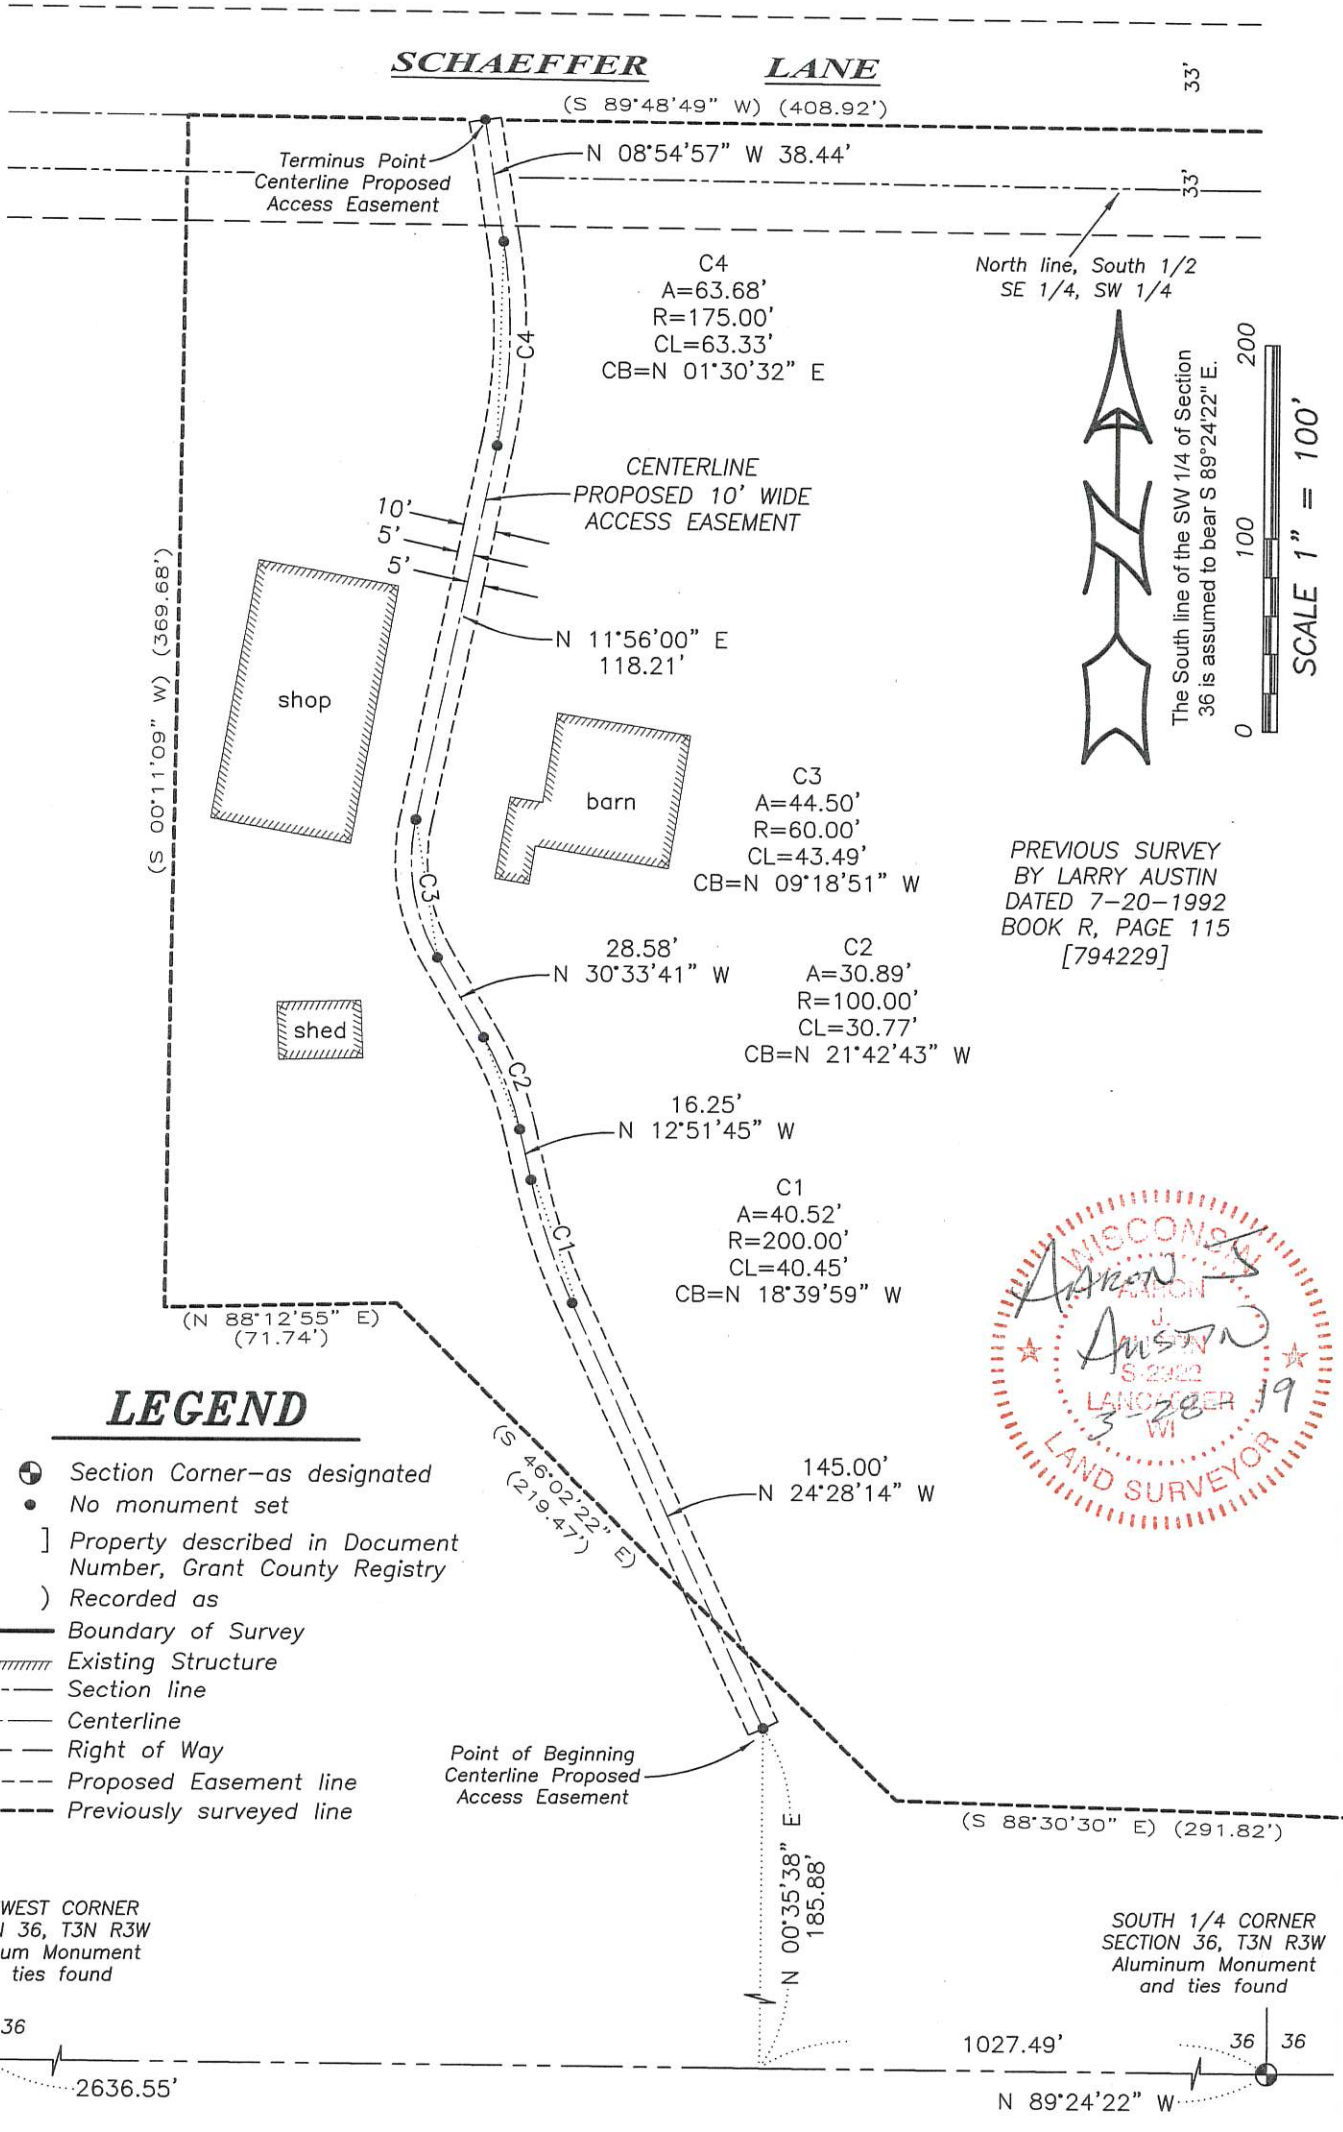 SCHAEFFER LANE
(S 89°48'49" W) (408.92')
33'
33'
Terminus Point
Centerline Proposed
Access Easement
N 08°54'57" W 38.44'
North line, South 1/2
SE 1/4, SW 1/4
C4
A=63.68'
R=175.00'
CL=63.33'
CB=N 01°30'32" E
C4
CENTERLINE
PROPOSED 10' WIDE
ACCESS EASEMENT
10'
5'
5'
(S 00°11'09" W) (369.68')
The South line of the SW 1/4 of Section
36 is assumed to bear S 89°24'22" E.
N
0 100 200
SCALE 1" = 100'
N 11°56'00" E
118.21'
shop
barn
C3
A=44.50'
R=60.00'
CL=43.49'
CB=N 09°18'51" W
C3
PREVIOUS SURVEY
BY LARRY AUSTIN
DATED 7-20-1992
BOOK R, PAGE 115
[794229]
28.58'
N 30°33'41" W
C2
A=30.89'
R=100.00'
CL=30.77'
CB=N 21°42'43" W
shed
C2
16.25'
N 12°51'45" W
C1
A=40.52'
R=200.00'
CL=40.45'
CB=N 18°39'59" W
C1
WISCONSIN
AARON
J.
AUSTIN
S-2922
LANCASTER
WI
LAND SURVEYOR
AARON J
AUSTIN
3-28-19
(N 88°12'55" E)
(71.74')
(S 46°02'22" E)
(219.47')
145.00'
N 24°28'14" W
LEGEND
Section Corner-as designated
No monument set
] Property described in Document
Number, Grant County Registry
) Recorded as
Boundary of Survey
Existing Structure
Section line
Centerline
Right of Way
Proposed Easement line
Previously surveyed line
Point of Beginning
Centerline Proposed
Access Easement
(S 88°30'30" E) (291.82')
N 00°35'38" E
185.88'
WEST CORNER
36, T3N R3W
um Monument
ties found
36
SOUTH 1/4 CORNER
SECTION 36, T3N R3W
Aluminum Monument
and ties found
36 36
1027.49'
2636.55'
N 89°24'22" W